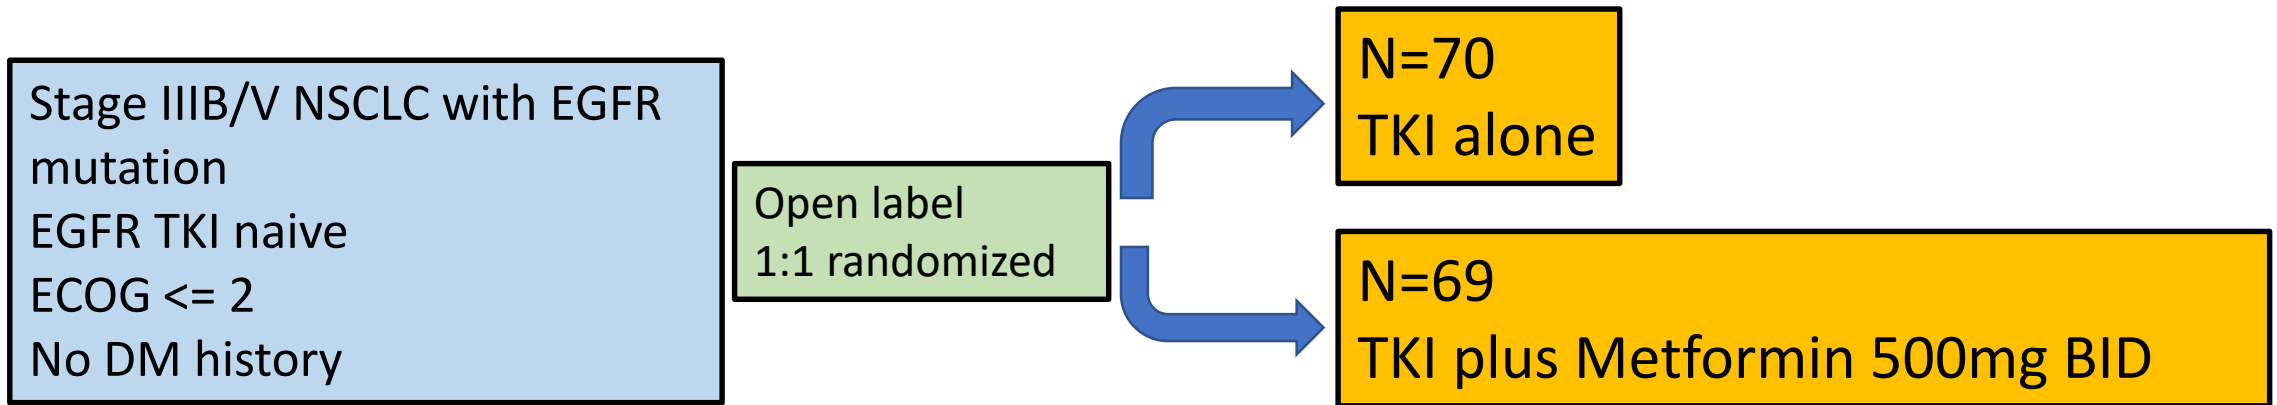 Stage IIIB/V NSCLC with EGFR
mutation
EGFR TKI naive
ECOG <= 2
No DM history
Open label
1:1 randomized
N=70
TKI alone
N=69
TKI plus Metformin 500mg BID